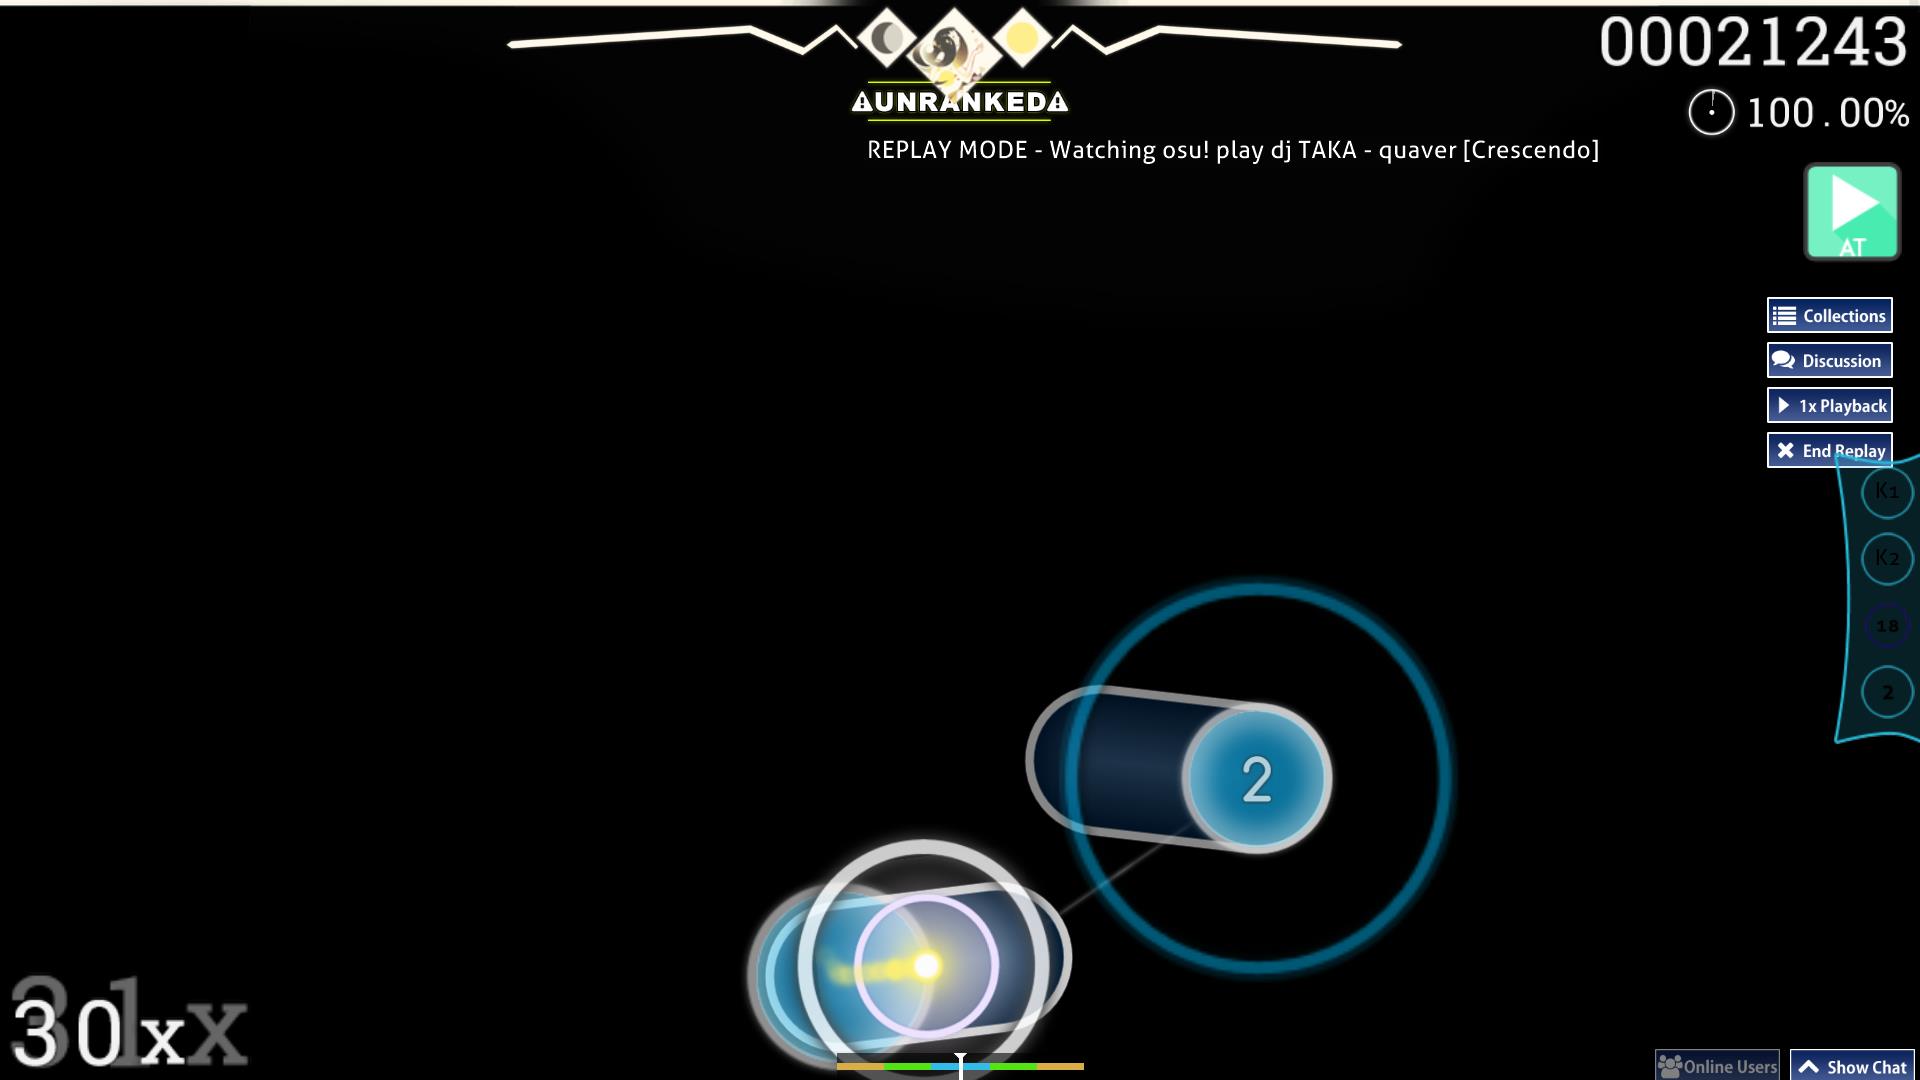 00021243
UNRANKED
100.00%
REPLAY MODE - Watching osu! play dj TAKA - quaver [Crescendo]
AT
Collections
Discussion
1x Playback
End Replay
K1
K2
18
2
2
30x
Online Users
Show Chat